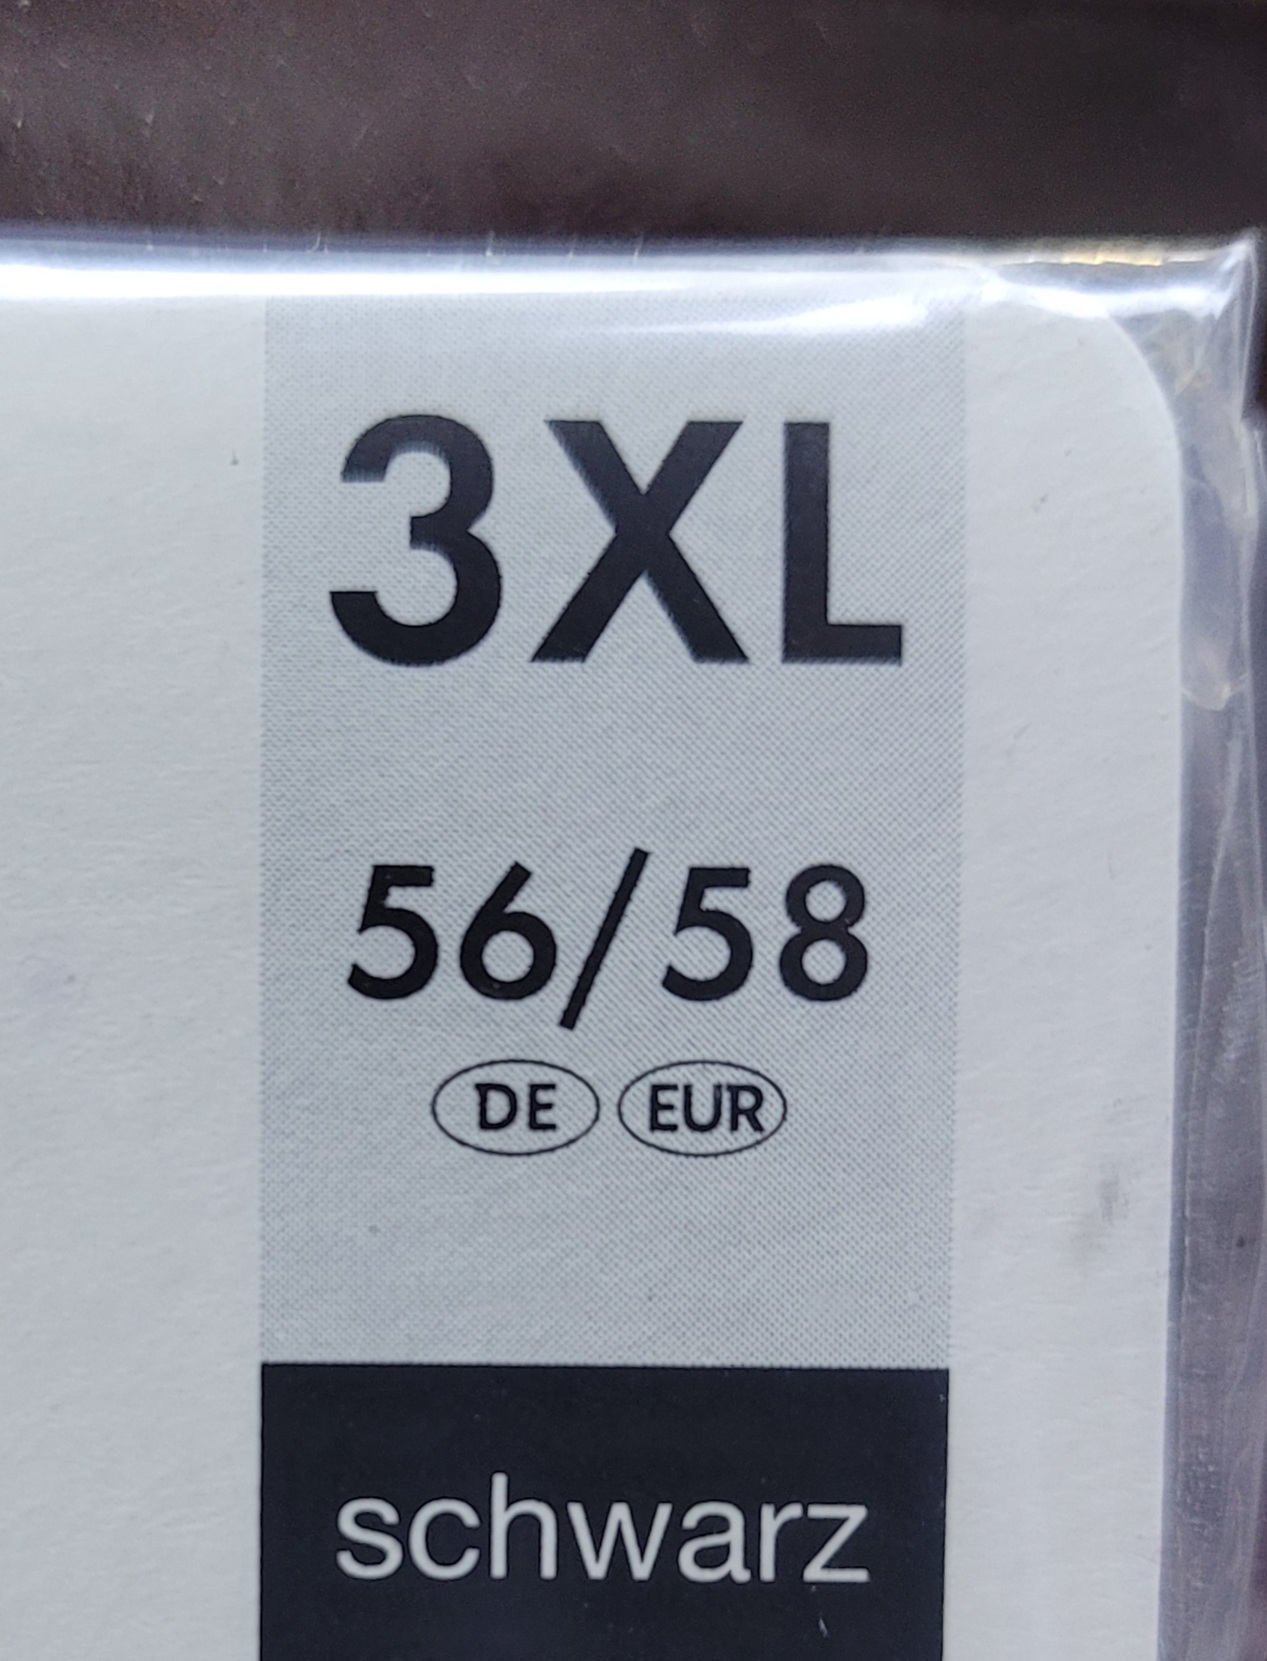 3XL
56/58
DE EUR
schwarz